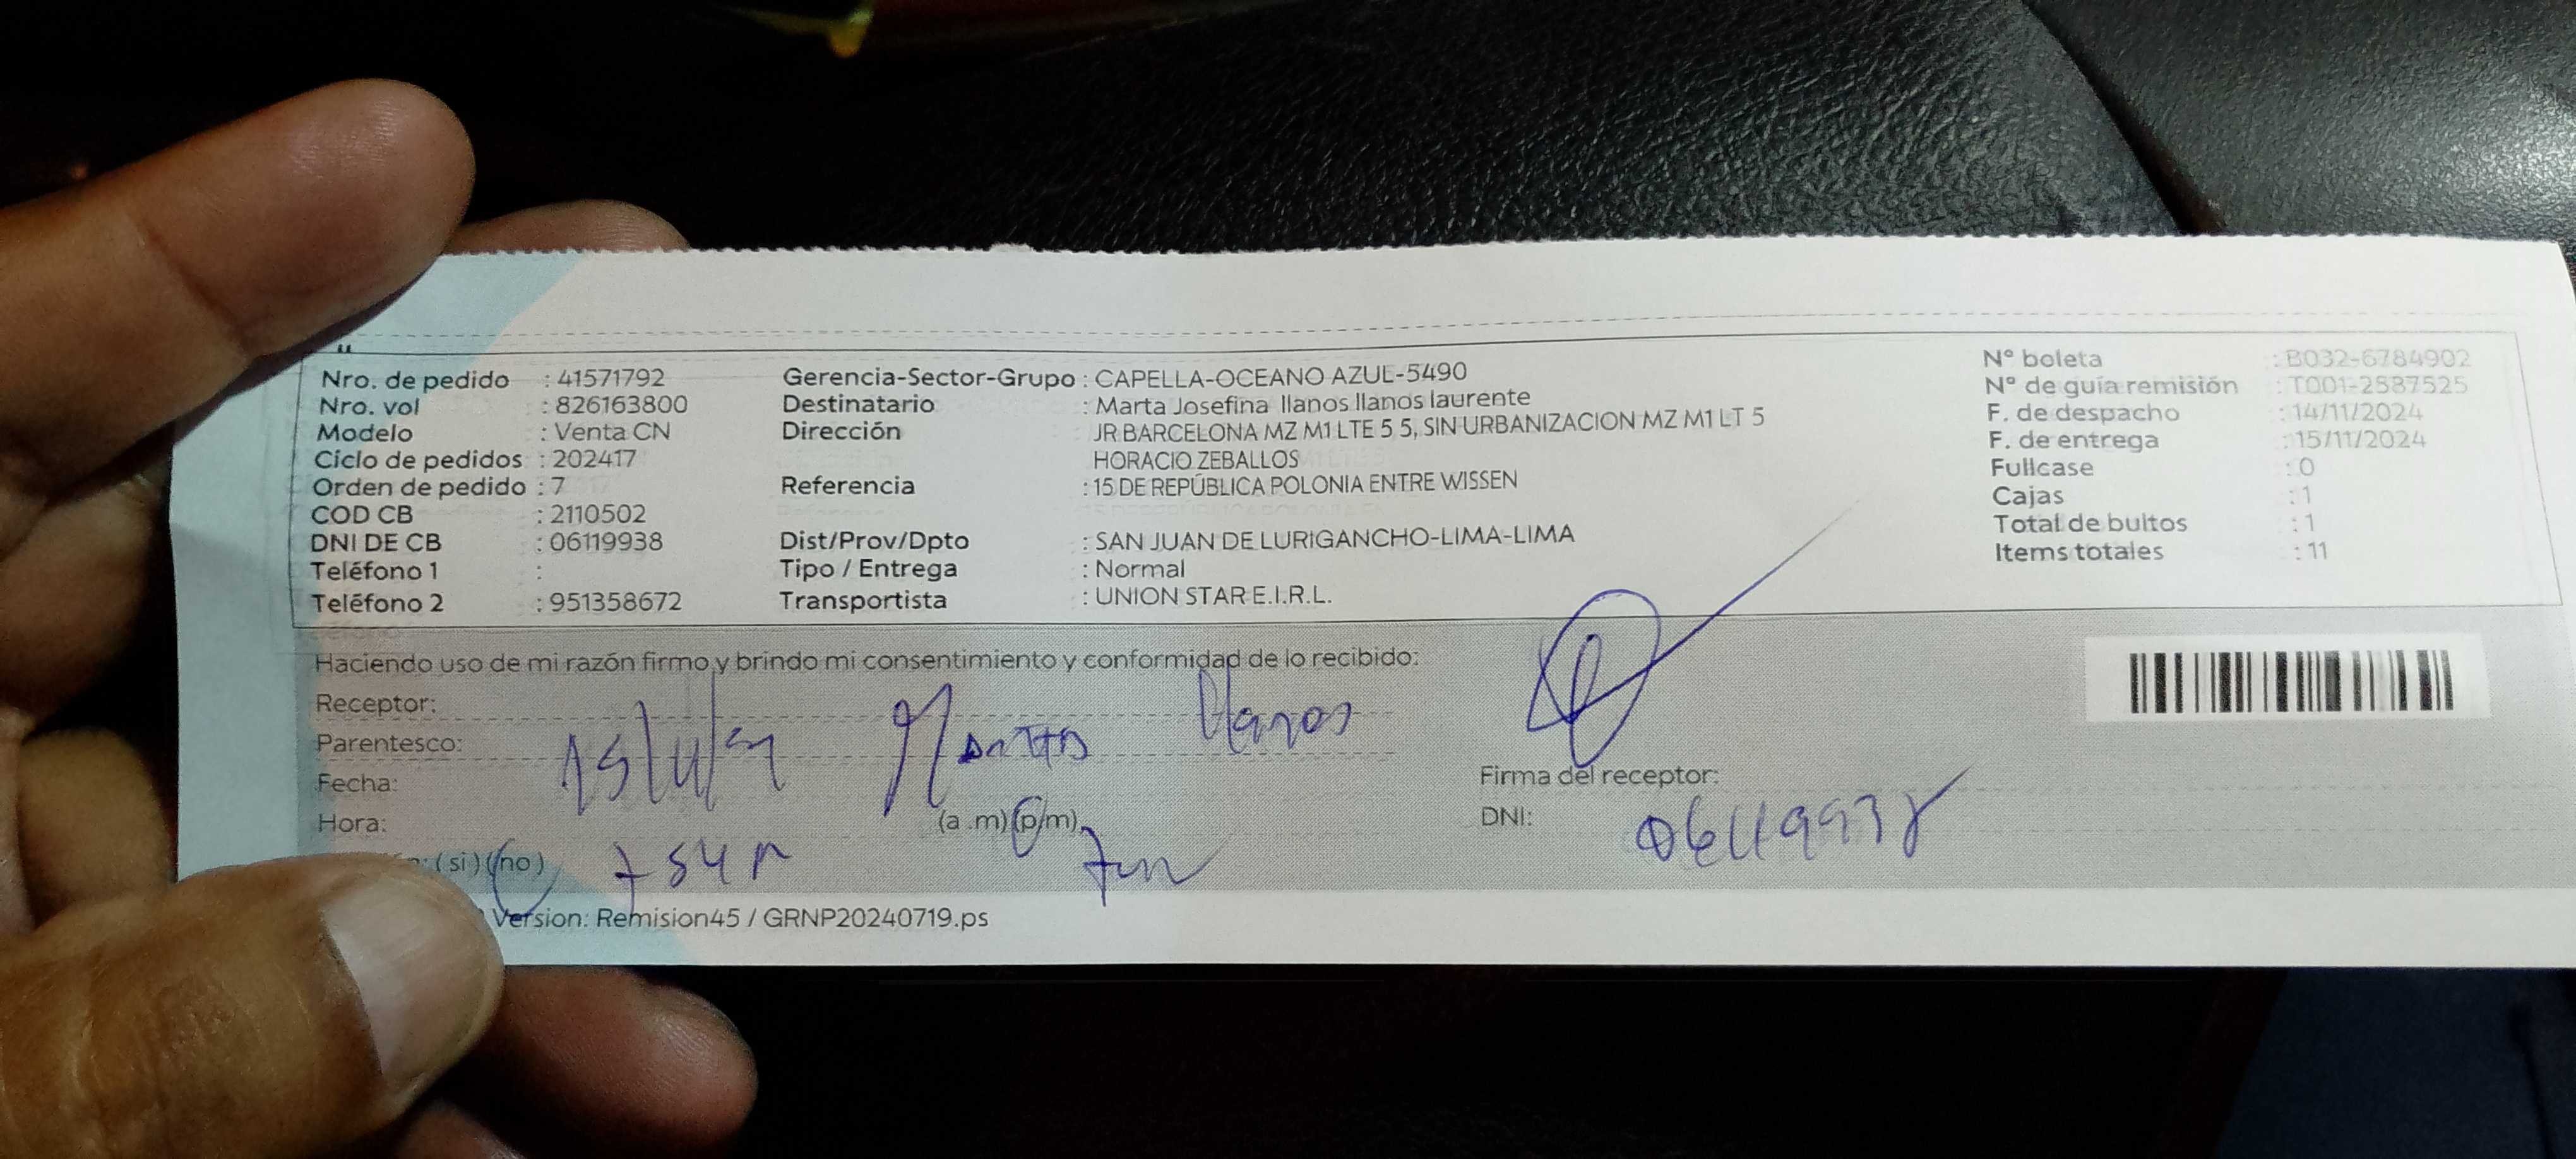 Nro. de pedido : 41571792
Nro. vol : 826163800
Modelo : Venta CN
Ciclo de pedidos : 202417
Orden de pedido : 7
COD CB : 2110502
DNI DE CB : 06119938
Teléfono 1 :
Teléfono 2 : 951358672
Gerencia-Sector-Grupo : CAPELLA-OCEANO AZUL-5490
Destinatario : Marta Josefina llanos llanos laurente
Dirección JR BARCELONA MZ M1 LTE 5 5, SIN URBANIZACION MZ M1 LT 5
HORACIO ZEBALLOS
Referencia : 15 DE REPÚBLICA POLONIA ENTRE WISSEN
Dist/Prov/Dpto : SAN JUAN DE LURIGANCHO-LIMA-LIMA
Tipo / Entrega : Normal
Transportista : UNION STAR E.I.R.L.
N° boleta : B032-6784902
N° de guía remisión : T001-2587525
F. de despacho : 14/11/2024
F. de entrega : 15/11/2024
Fullcase : 0
Cajas : 1
Total de bultos : 1
Items totales : 11
Haciendo uso de mi razón firmo y brindo mi consentimiento y conformidad de lo recibido:
Receptor:
Parentesco: Llanos
Fecha:
Hora: (a .m) (p/m)
(si) (no)
Version: Remision45 / GRNP20240719.ps
Firma del receptor:
DNI: 06119938